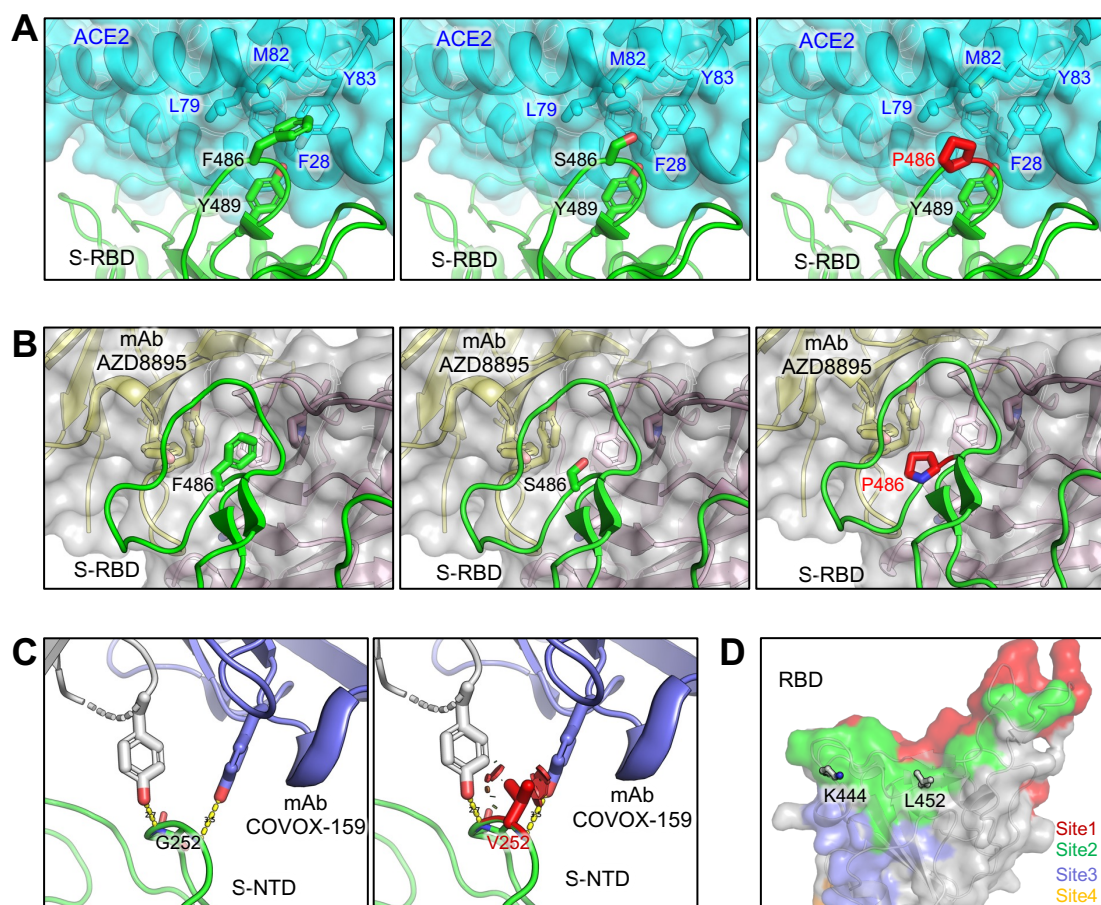 A
ACE2
M82
Y83
L79
F486
F28
Y489
S-RBD
ACE2
M82
Y83
L79
S486
F28
Y489
S-RBD
ACE2
M82
Y83
L79
P486
F28
Y489
S-RBD
B
mAb
AZD8895
F486
S-RBD
mAb
AZD8895
S486
S-RBD
mAb
AZD8895
P486
S-RBD
C
G252
mAb
COVOX-159
S-NTD
V252
mAb
COVOX-159
S-NTD
D
RBD
K444
L452
Site1
Site2
Site3
Site4